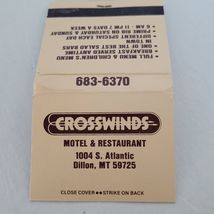 • FULL MENU & CHILDREN'S MENU
• BREAKFAST SERVED ANYTIME
• ONE OF THE BEST SALAD BARS
IN TOWN
• DIFFERENT SPECIAL EACH DAY
• PRIME RIB ON SATURDAY & SUNDAY
• 6 AM - 11 PM 7 DAYS A WEEK
683-6370
CROSSWINDS
MOTEL & RESTAURANT
1004 S. Atlantic
Dillon, MT 59725
CLOSE COVER ●● STRIKE ON BACK